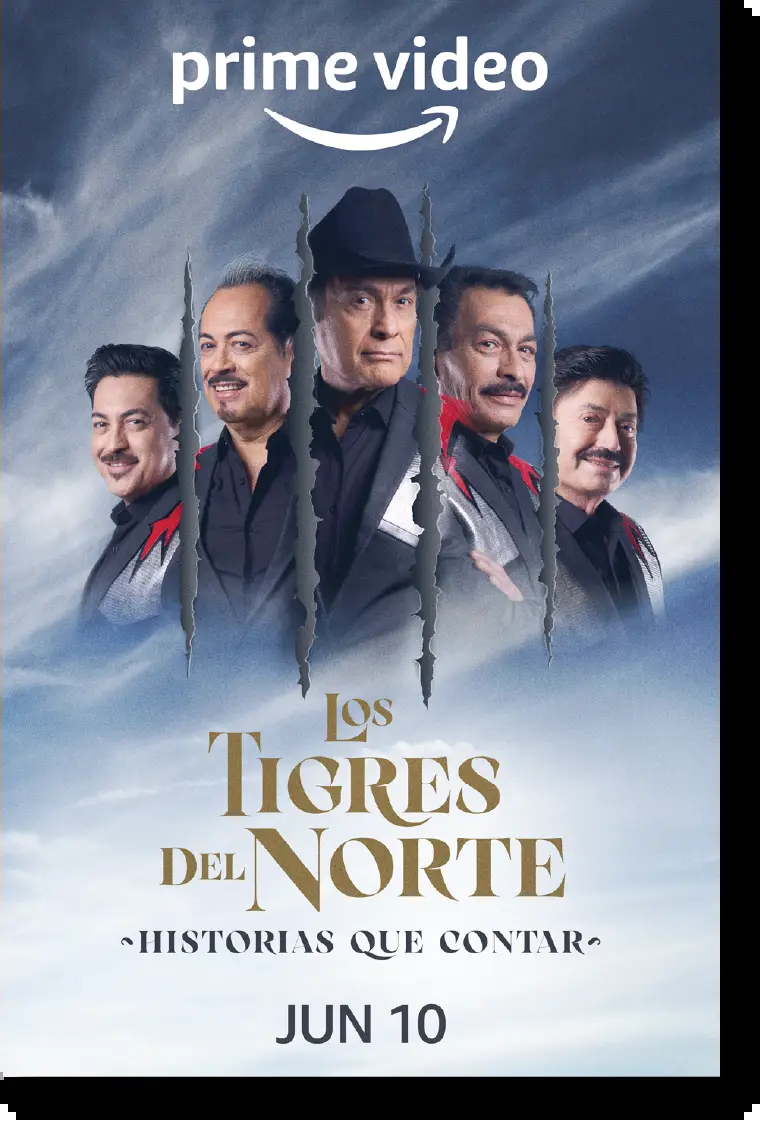 prime video
LOS
TIGRES
DEL NORTE
~HISTORIAS QUE CONTAR~
JUN 10